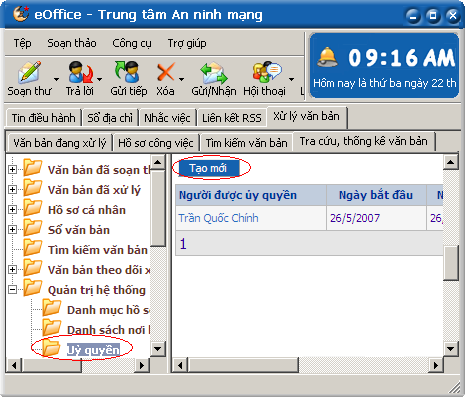 eOffice - Trung tâm An ninh mạng
Tệp Soạn thảo Công cụ Trợ giúp
09:16 AM
Hôm nay là thứ ba ngày 22 th
Soạn thư Trả lời Gửi tiếp Xóa Gửi/Nhận Hội thoại
Tin điều hành Sổ địa chỉ Nhắc việc Liên kết RSS Xử lý văn bản
Văn bản đang xử lý Hồ sơ công việc Tìm kiếm văn bản Tra cứu, thống kê văn bản
Văn bản đã soạn th
Văn bản đã xử lý
Hồ sơ cá nhân
Sổ văn bản
Tìm kiếm văn bản
Văn bản theo dõi x
Quản trị hệ thống
Danh mục hồ s
Danh sách nơi
Uỷ quyền
Tạo mới
Người được ủy quyền Ngày bắt đầu N
Trần Quốc Chính 26/5/2007 26
1